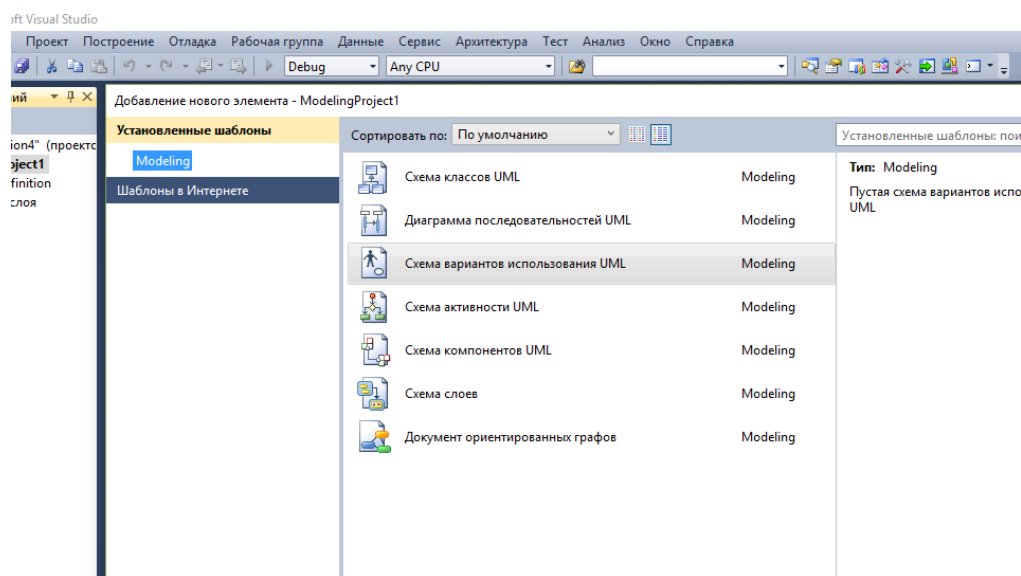 oft Visual Studio
Проект Построение Отладка Рабочая группа Данные Сервис Архитектура Тест Анализ Окно Справка
Debug Any CPU
ий
Добавление нового элемента - ModelingProject1
Установленные шаблоны
Modeling
Шаблоны в Интернете
ion4" (проектс
oject1
finition
слоя
Сортировать по: По умолчанию
Установленные шаблоны: пои
Схема классов UML Modeling
Диаграмма последовательностей UML Modeling
Схема вариантов использования UML Modeling
Схема активности UML Modeling
Схема компонентов UML Modeling
Схема слоев Modeling
Документ ориентированных графов Modeling
Тип: Modeling
Пустая схема вариантов испо
UML